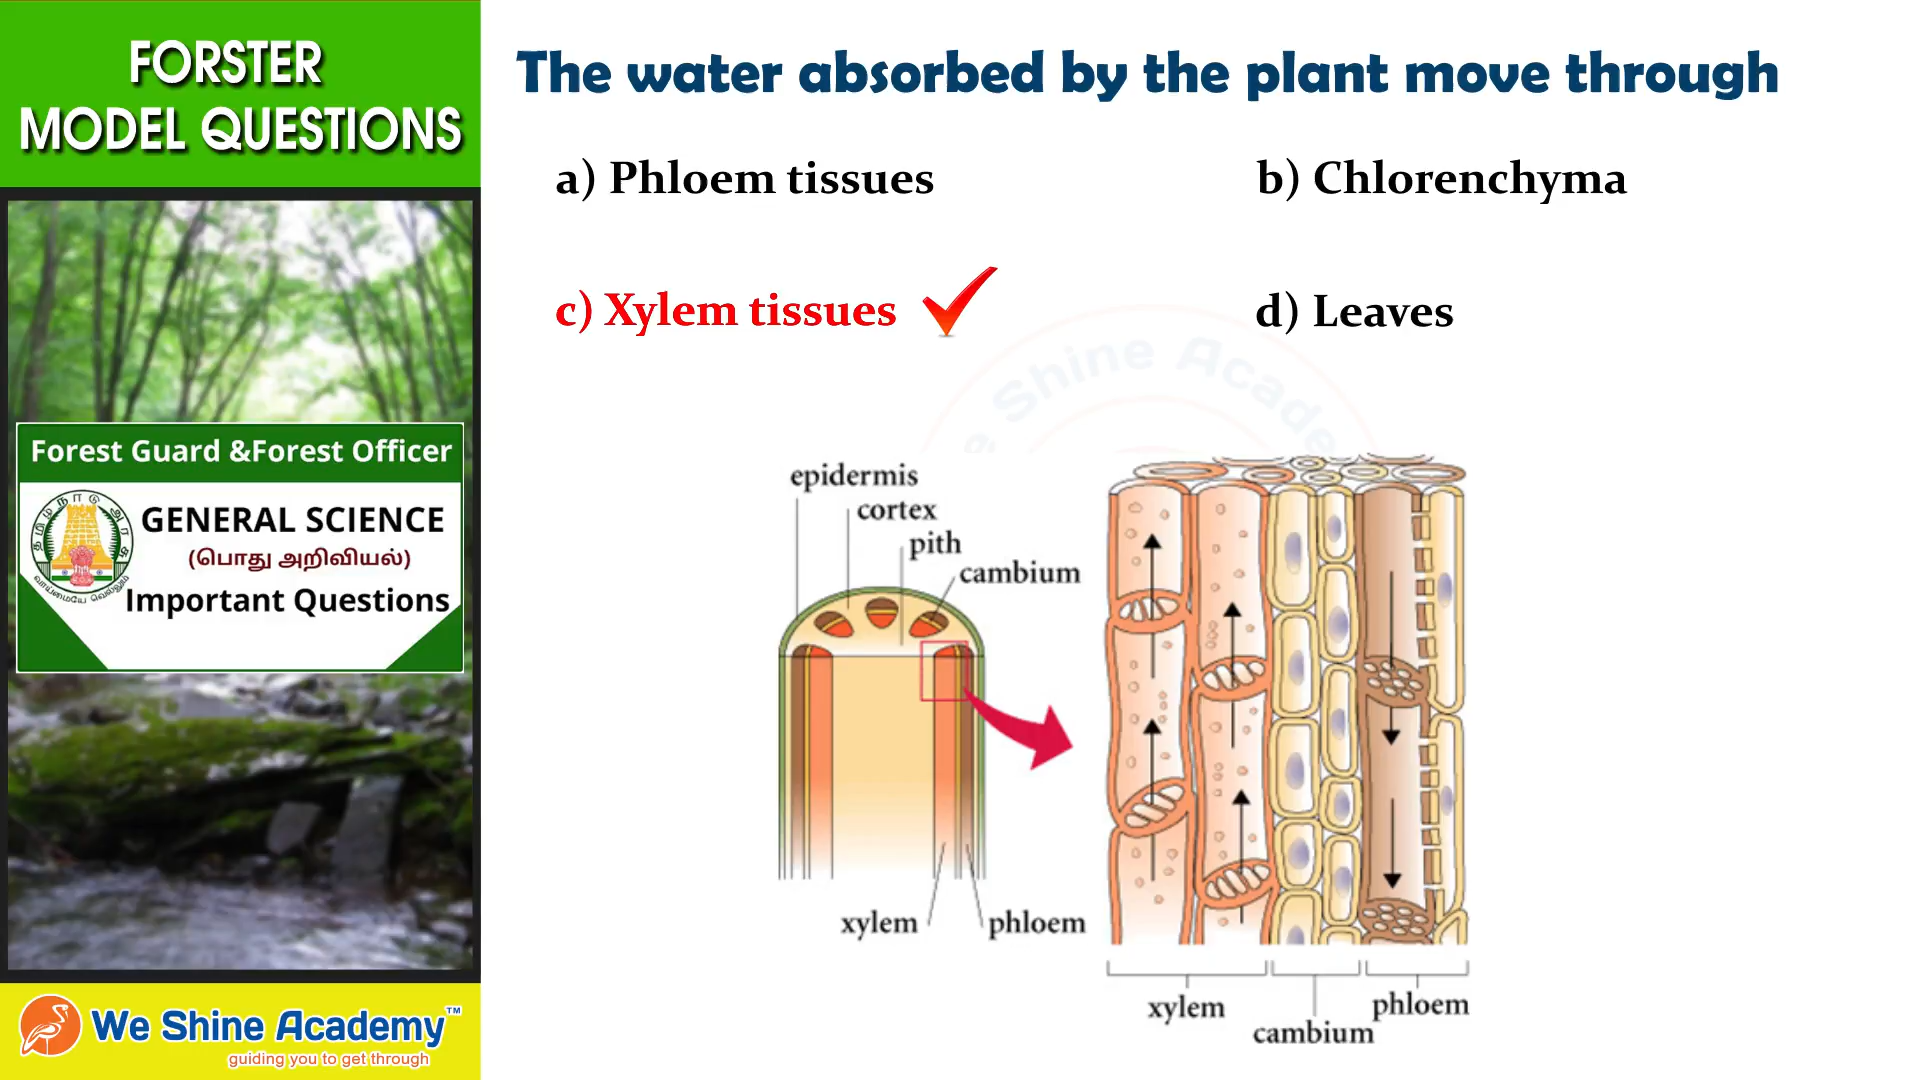 FORSTER
MODEL QUESTIONS
Forest Guard &Forest Officer
GENERAL SCIENCE
(பொது அறிவியல்)
Important Questions
We Shine Academy™
guiding you to get through
The water absorbed by the plant move through
a) Phloem tissues
b) Chlorenchyma
c) Xylem tissues
d) Leaves
Shine Academy
epidermis
cortex
pith
cambium
xylem
phloem
xylem
cambium
phloem